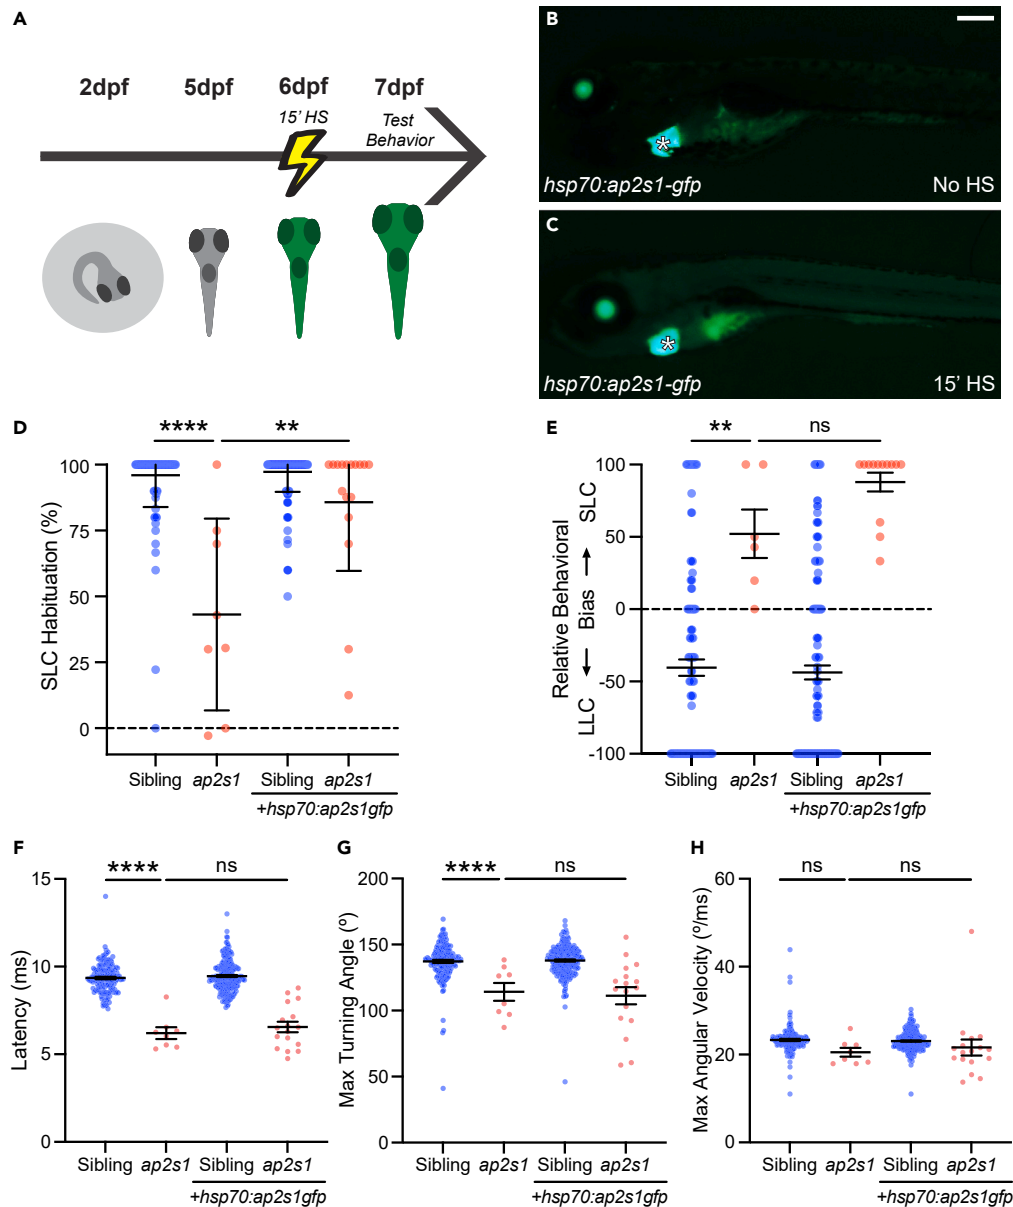 A
2dpf 5dpf 6dpf 7dpf
15’ HS
Test
Behavior
B
*
hsp70:ap2s1-gfp
No HS
C
*
hsp70:ap2s1-gfp
15’ HS
D
**** **
SLC Habituation (%)
100
75
50
25
0
Sibling ap2s1 Sibling ap2s1
+hsp70:ap2s1gfp
E
** ns
Relative Behavioral
LLC ← Bias → SLC
100
50
0
-50
-100
Sibling ap2s1 Sibling ap2s1
+hsp70:ap2s1gfp
F
**** ns
Latency (ms)
15
10
5
0
Sibling ap2s1 Sibling ap2s1
+hsp70:ap2s1gfp
G
**** ns
Max Turning Angle (º)
200
150
100
50
0
Sibling ap2s1 Sibling ap2s1
+hsp70:ap2s1gfp
H
ns ns
Max Angular Velocity (º/ms)
60
40
20
0
Sibling ap2s1 Sibling ap2s1
+hsp70:ap2s1gfp